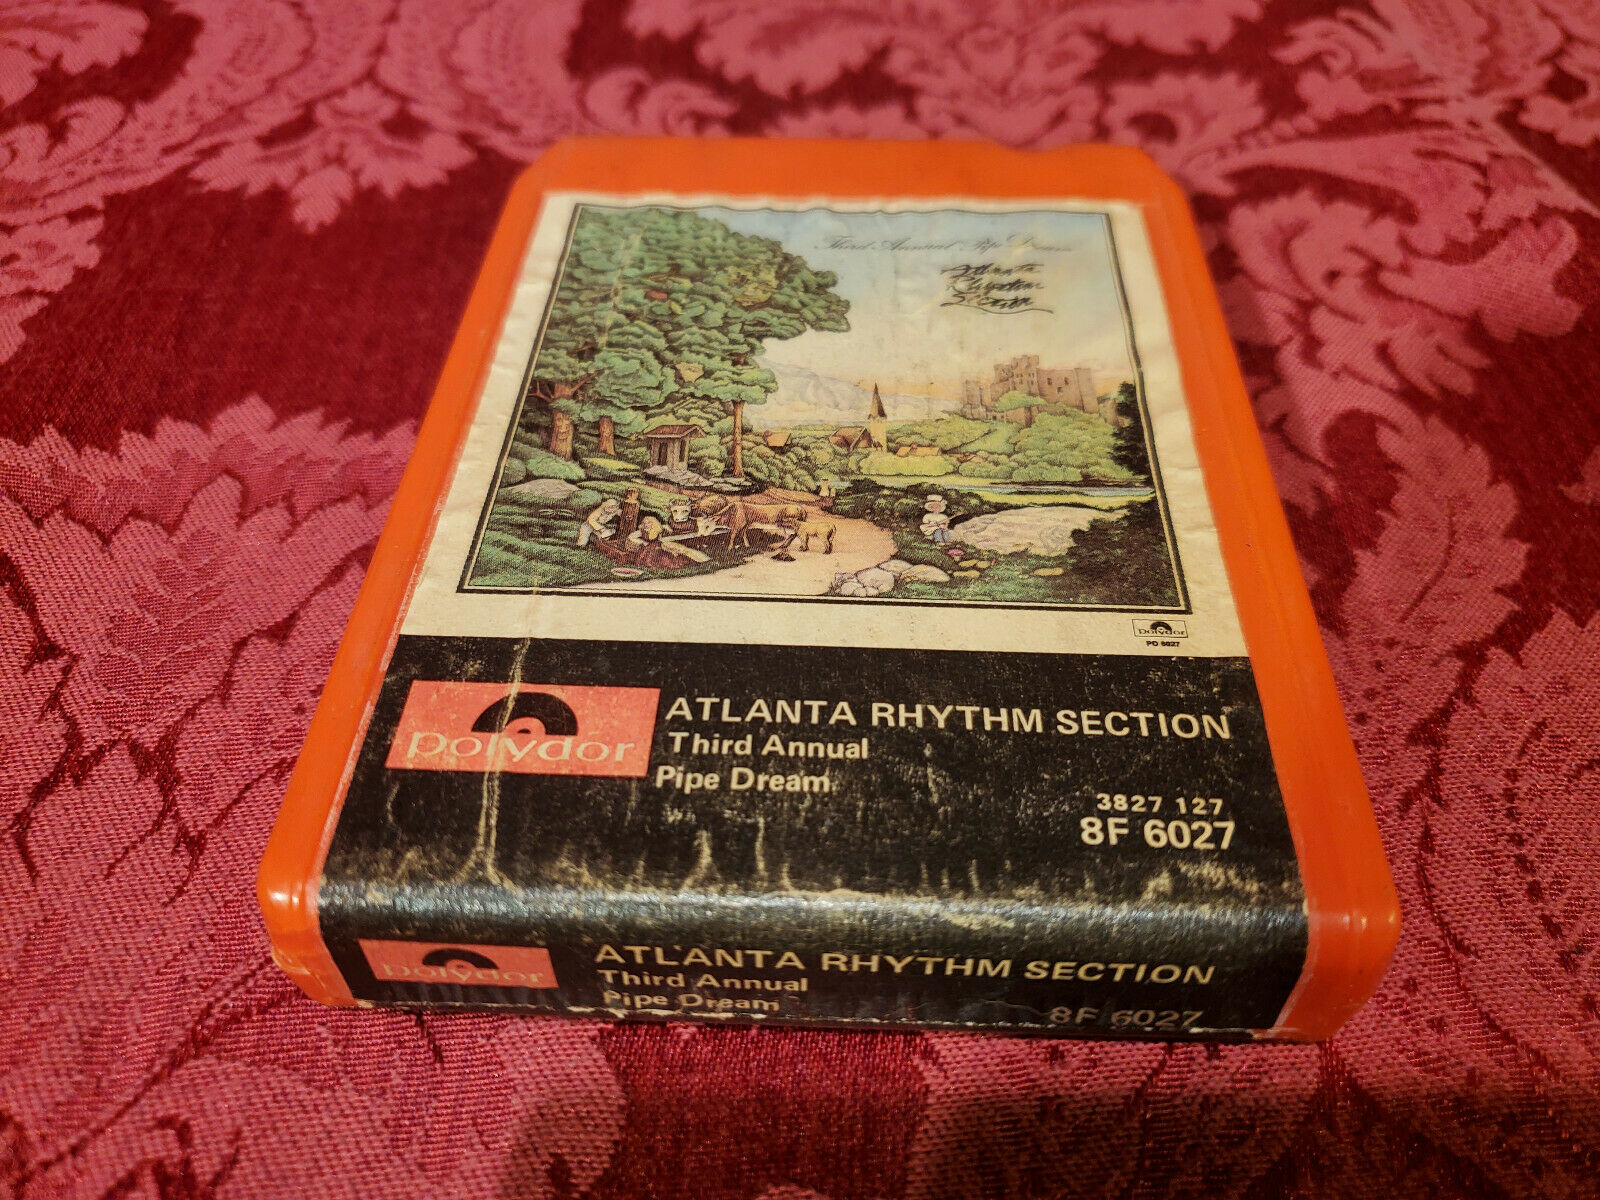 Third Annual Pipe Dream
Atlanta
Rhythm
Section
polydor
PD 6027
polydor
ATLANTA RHYTHM SECTION
Third Annual
Pipe Dream
3827 127
8F 6027
polydor
ATLANTA RHYTHM SECTION
Third Annual
Pipe Dream
8F 6027